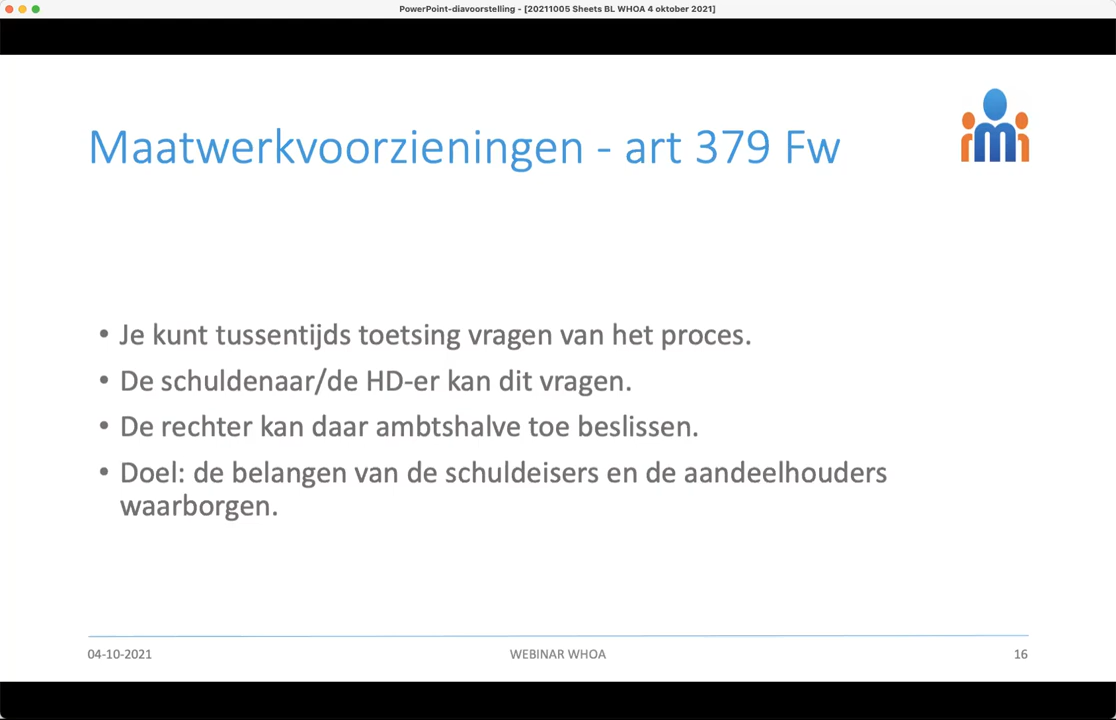 PowerPoint-diavoorstelling - [20211005 Sheets BL WHOA 4 oktober 2021]
Maatwerkvoorzieningen - art 379 Fw
• Je kunt tussentijds toetsing vragen van het proces.
• De schuldenaar/de HD-er kan dit vragen.
• De rechter kan daar ambtshalve toe beslissen.
• Doel: de belangen van de schuldeisers en de aandeelhouders
waarborgen.
04-10-2021
WEBINAR WHOA
16